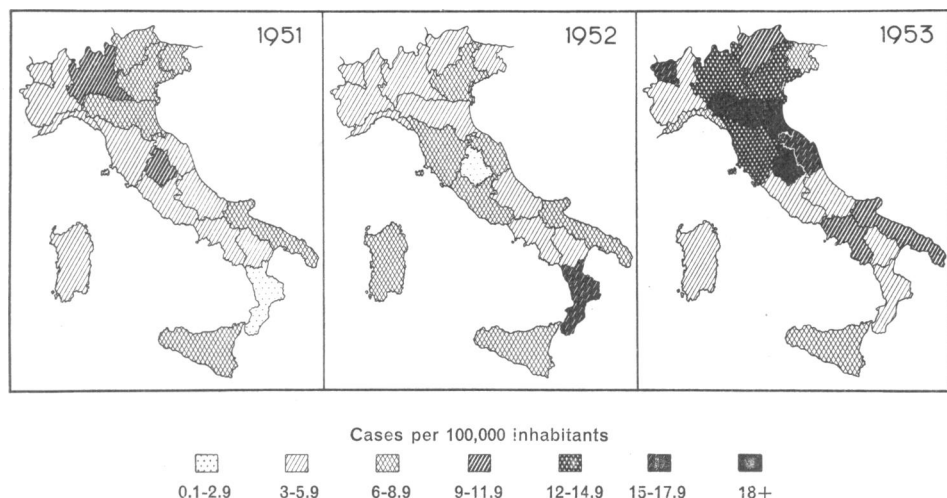 1951 1952 1953
Cases per 100,000 inhabitants
0.1-2.9 3-5.9 6-8.9 9-11.9 12-14.9 15-17.9 18+